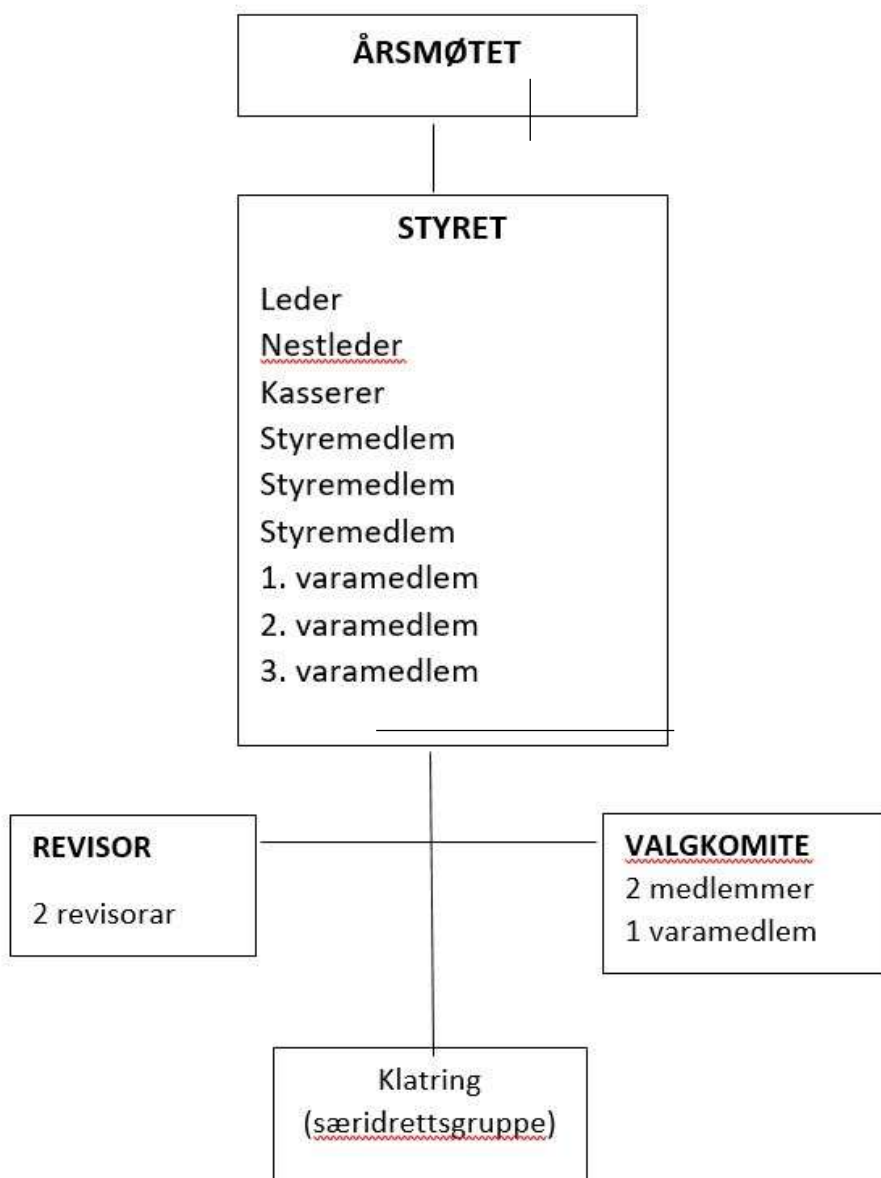 ÅRSMØTET
STYRET
Leder
Nestleder
Kasserer
Styremedlem
Styremedlem
Styremedlem
1. varamedlem
2. varamedlem
3. varamedlem
REVISOR
2 revisorar
VALGKOMITE
2 medlemmer
1 varamedlem
Klatring
(særidrettsgruppe)